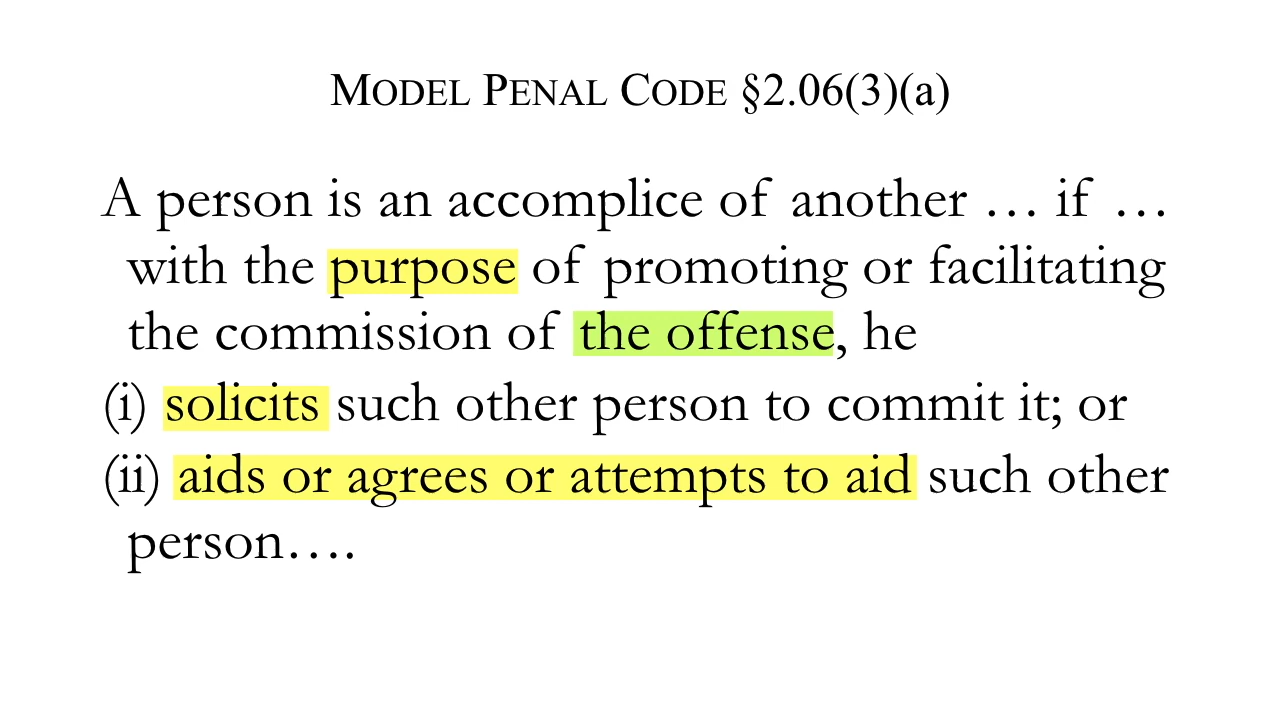 MODEL PENAL CODE §2.06(3)(a)
A person is an accomplice of another … if …
with the purpose of promoting or facilitating
the commission of the offense, he
(i) solicits such other person to commit it; or
(ii) aids or agrees or attempts to aid such other
person….